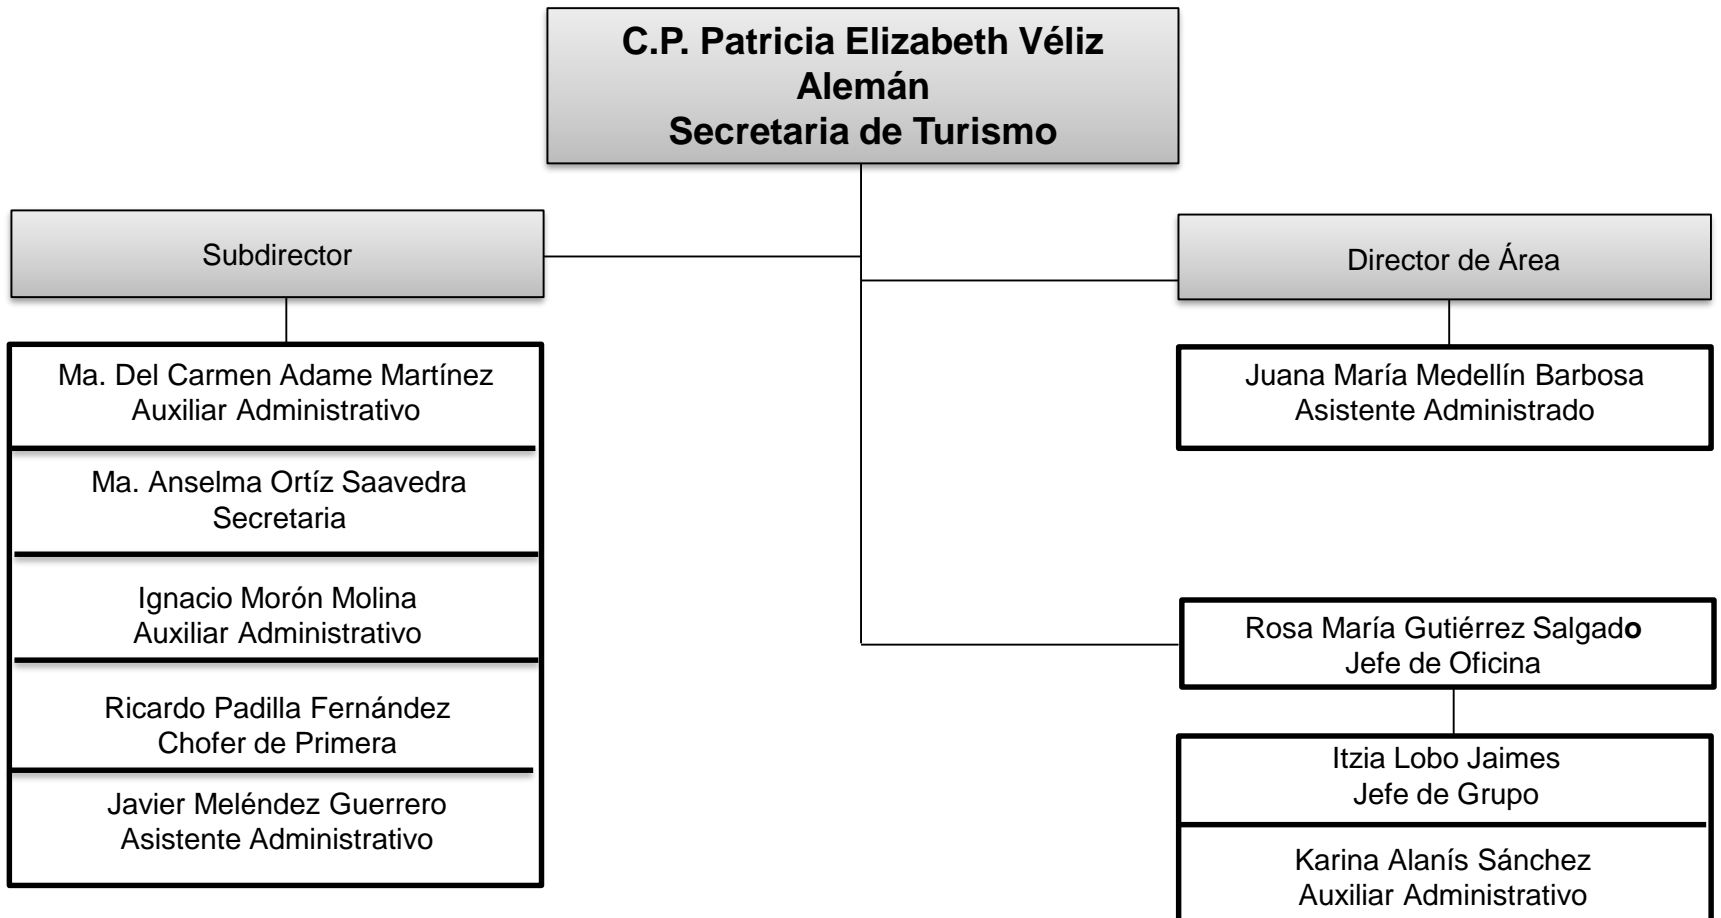 C.P. Patricia Elizabeth Véliz
Alemán
Secretaria de Turismo
Subdirector
Director de Área
Ma. Del Carmen Adame Martínez
Auxiliar Administrativo
Ma. Anselma Ortíz Saavedra
Secretaria
Ignacio Morón Molina
Auxiliar Administrativo
Ricardo Padilla Fernández
Chofer de Primera
Javier Meléndez Guerrero
Asistente Administrativo
Juana María Medellín Barbosa
Asistente Administrado
Rosa María Gutiérrez Salgado
Jefe de Oficina
Itzia Lobo Jaimes
Jefe de Grupo
Karina Alanís Sánchez
Auxiliar Administrativo